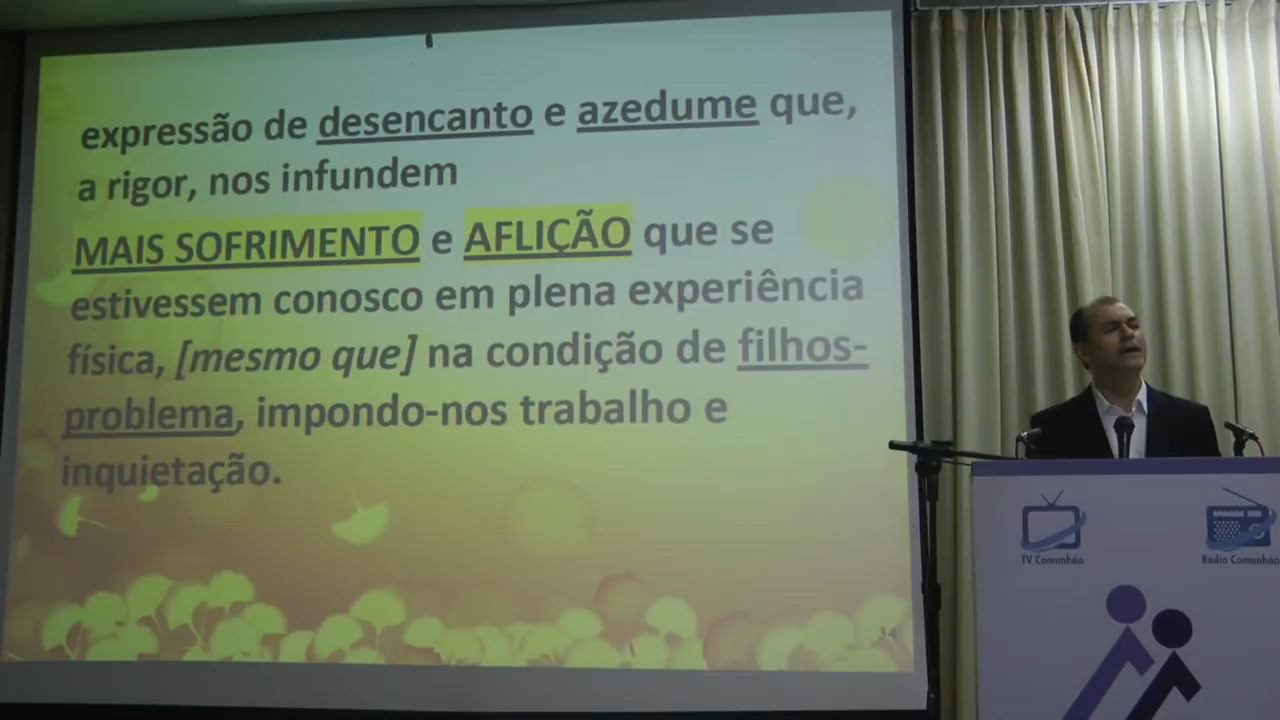 expressão de desencanto e azedume que,
a rigor, nos infundem
MAIS SOFRIMENTO e AFLIÇÃO que se
estivessem conosco em plena experiência
física, [mesmo que] na condição de filhos-
problema, impondo-nos trabalho e
inquietação.
34
TV Comunhão
Rádio Comunhão